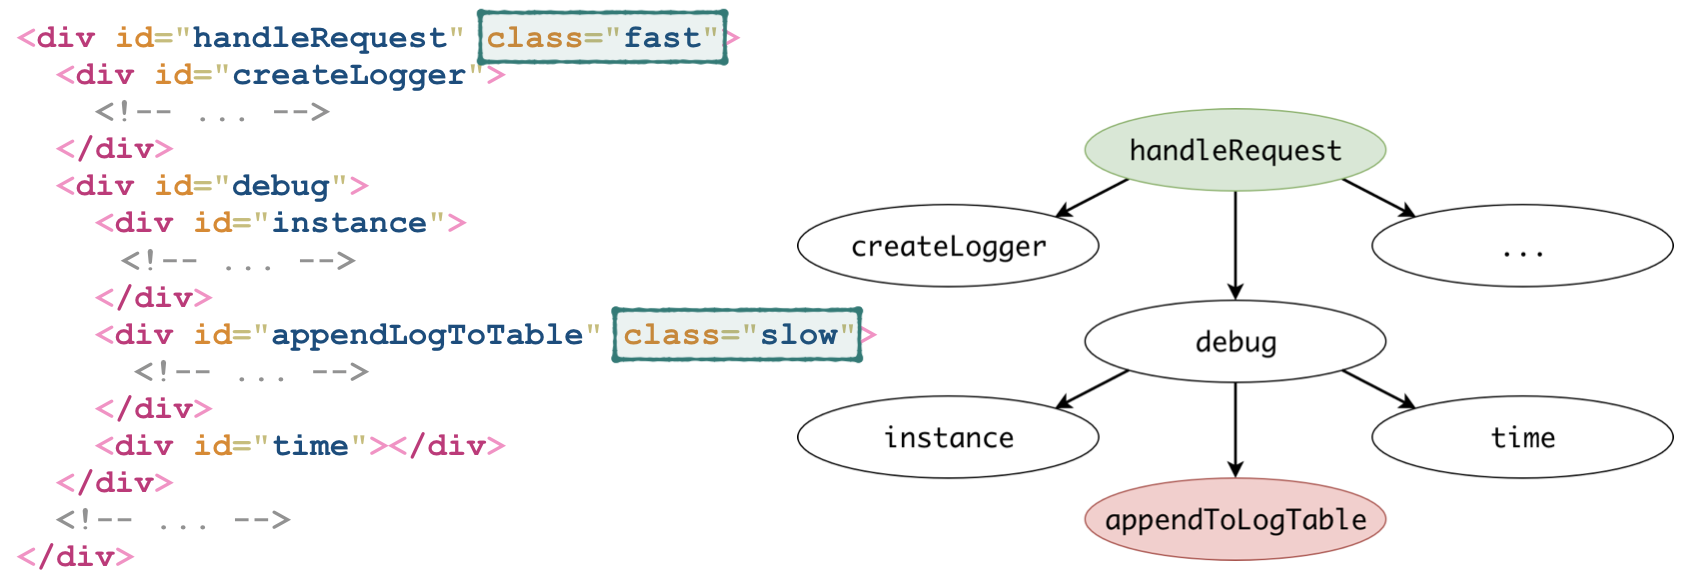 <div id="handleRequest" class="fast">
<div id="createLogger">
<!-- ... -->
</div>
<div id="debug">
<div id="instance">
<!-- ... -->
</div>
<div id="appendLogToTable" class="slow">
<!-- ... -->
</div>
<div id="time"></div>
</div>
<!-- ... -->
</div>
handleRequest
createLogger
...
debug
instance
time
appendToLogTable